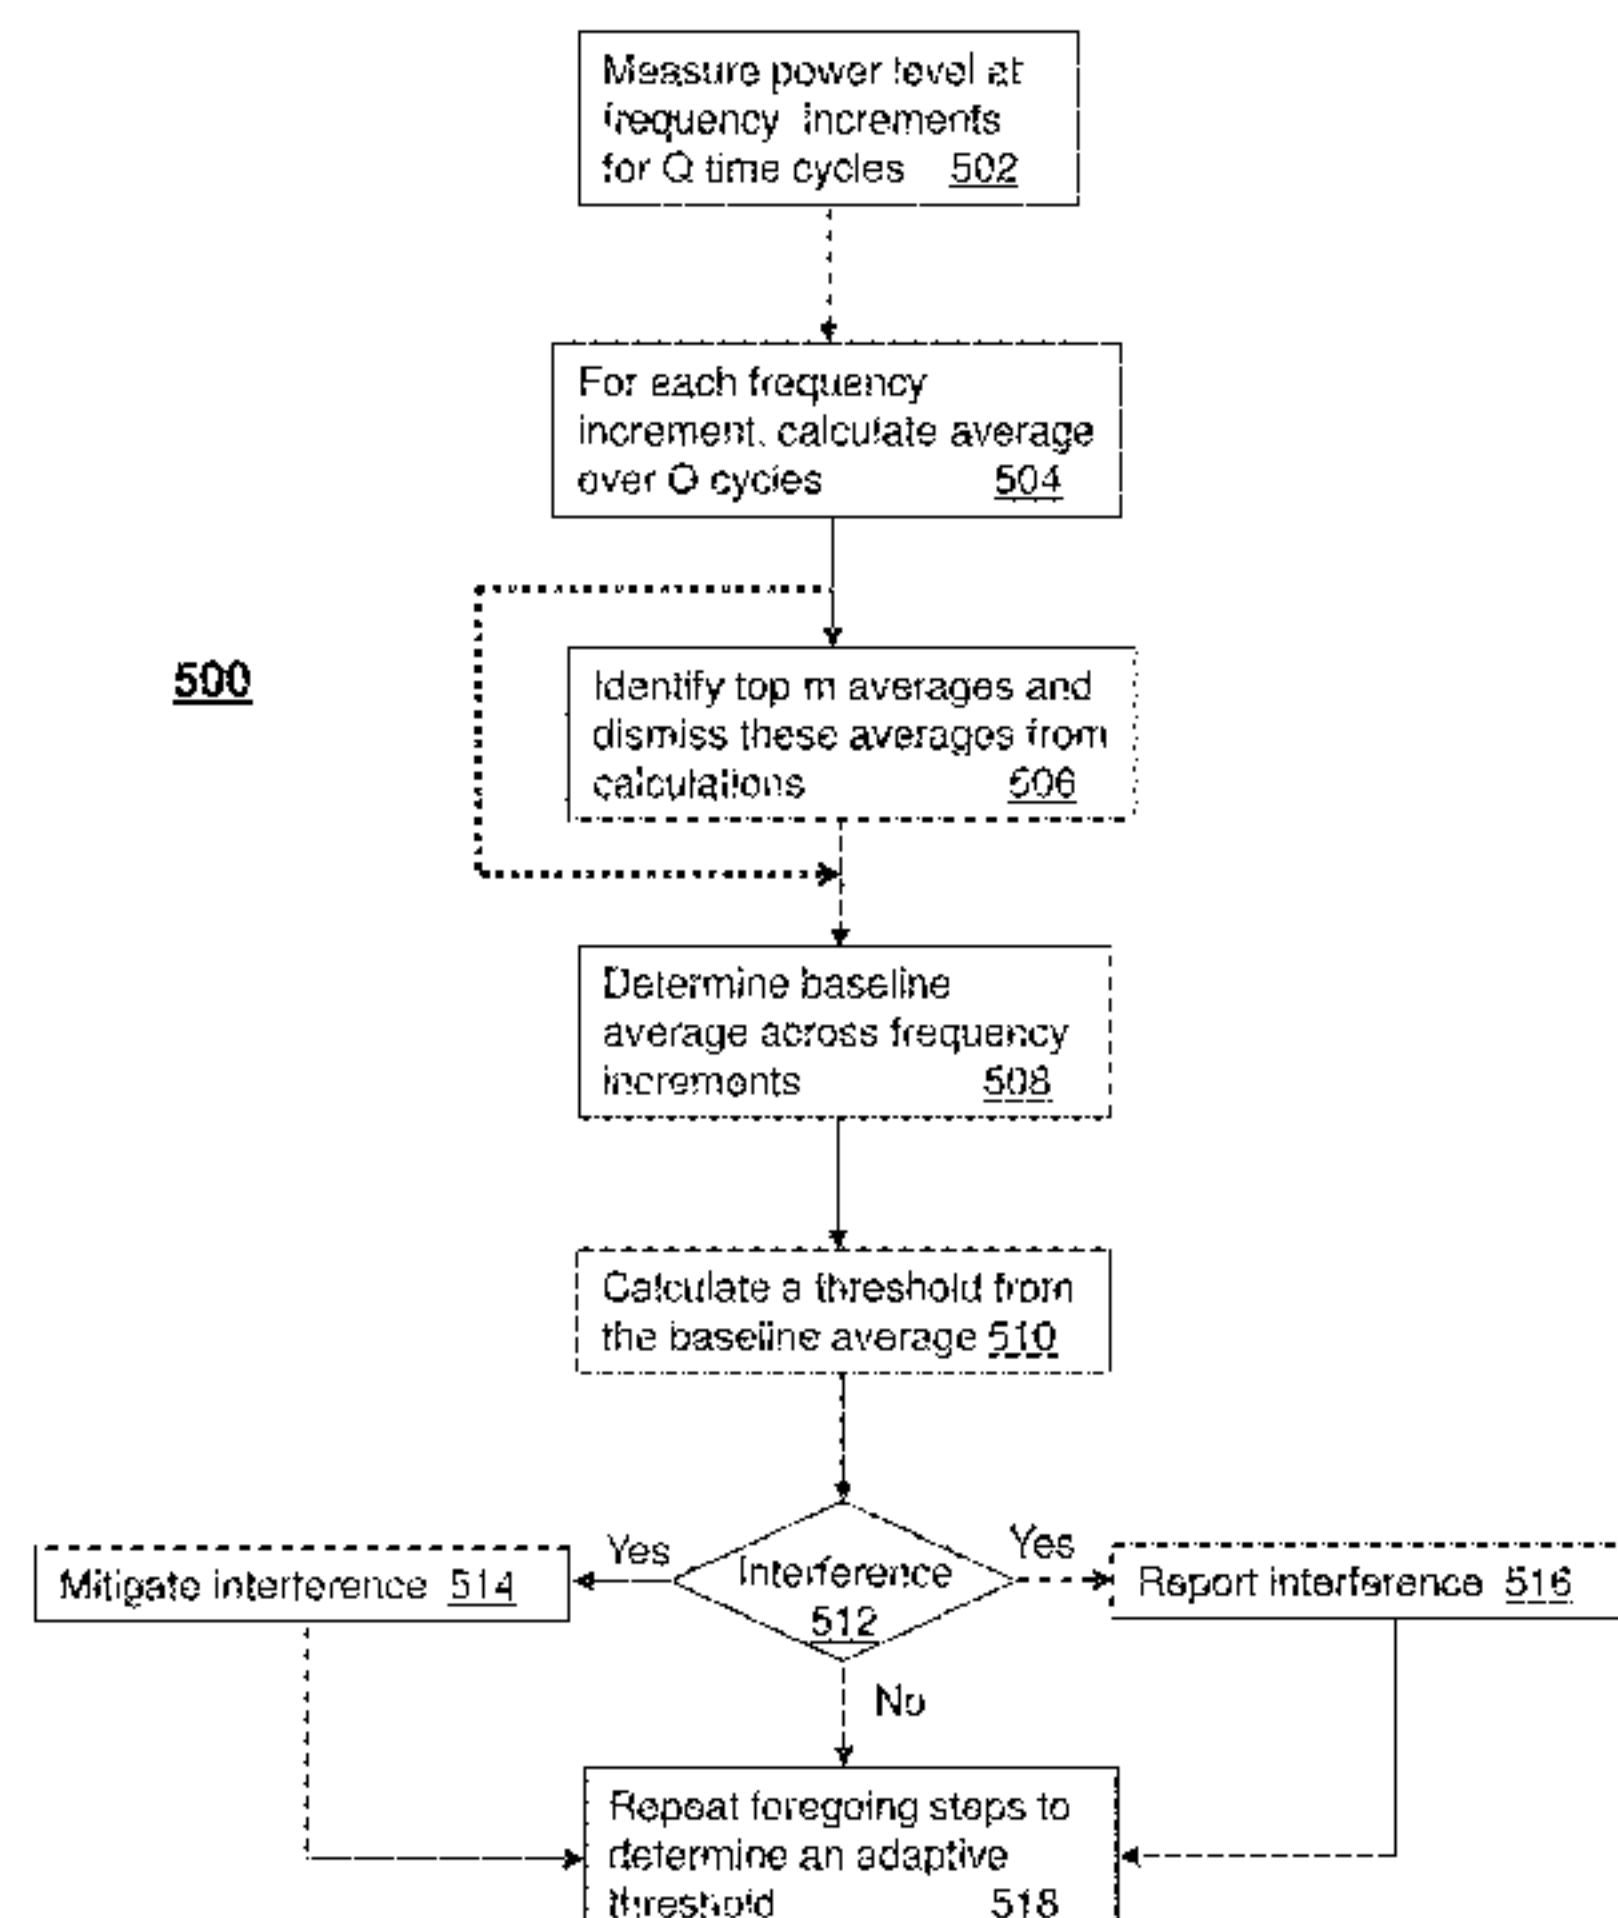 Measure power level at
frequency increments
for Q time cycles 502
For each frequency
increment, calculate average
over Q cycles 504
500
Identify top m averages and
dismiss these averages from
calculations 506
Determine baseline
average across frequency
increments 508
Calculate a threshold from
the baseline average 510
Yes
Interference
512
Yes
Mitigate interference 514
Report interference 516
No
Repeat foregoing steps to
determine an adaptive
threshold 518